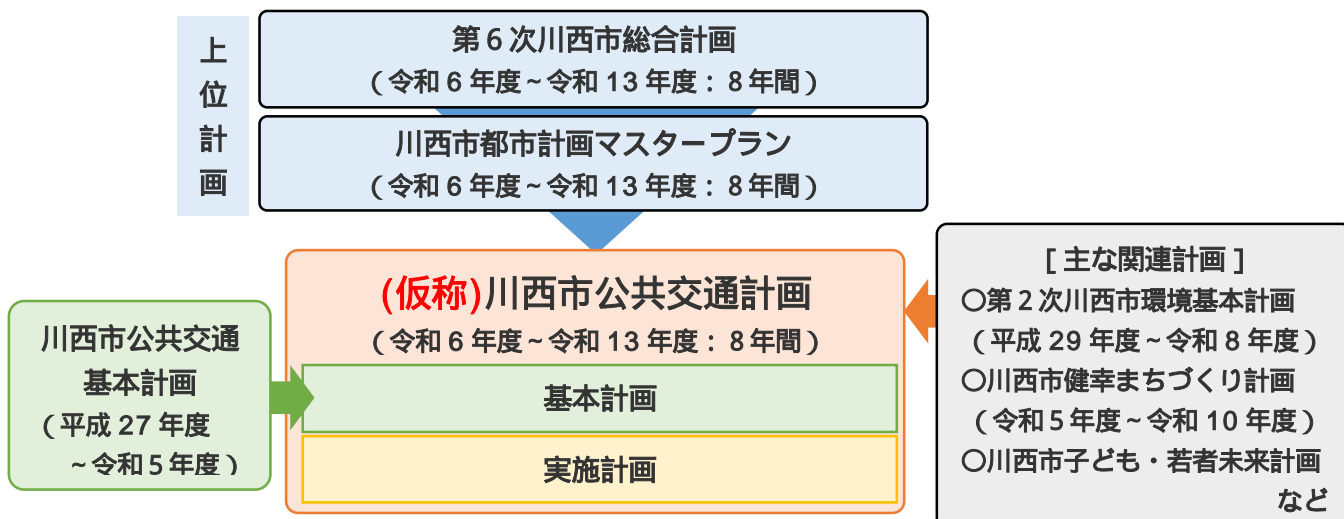 上
位
計
画
第6次川西市総合計画
（令和 6 年度～令和 13 年度：8年間）
川西市都市計画マスタープラン
（令和 6 年度～令和 13 年度：8年間）
(仮称)川西市公共交通計画
（令和 6 年度～令和 13 年度：8年間）
基本計画
実施計画
川西市公共交通
基本計画
（平成 27 年度
～令和5年度）
[ 主な関連計画 ]
〇第2次川西市環境基本計画
（平成 29 年度～令和 8 年度）
〇川西市健幸まちづくり計画
（令和5年度～令和 10 年度）
〇川西市子ども・若者未来計画
など